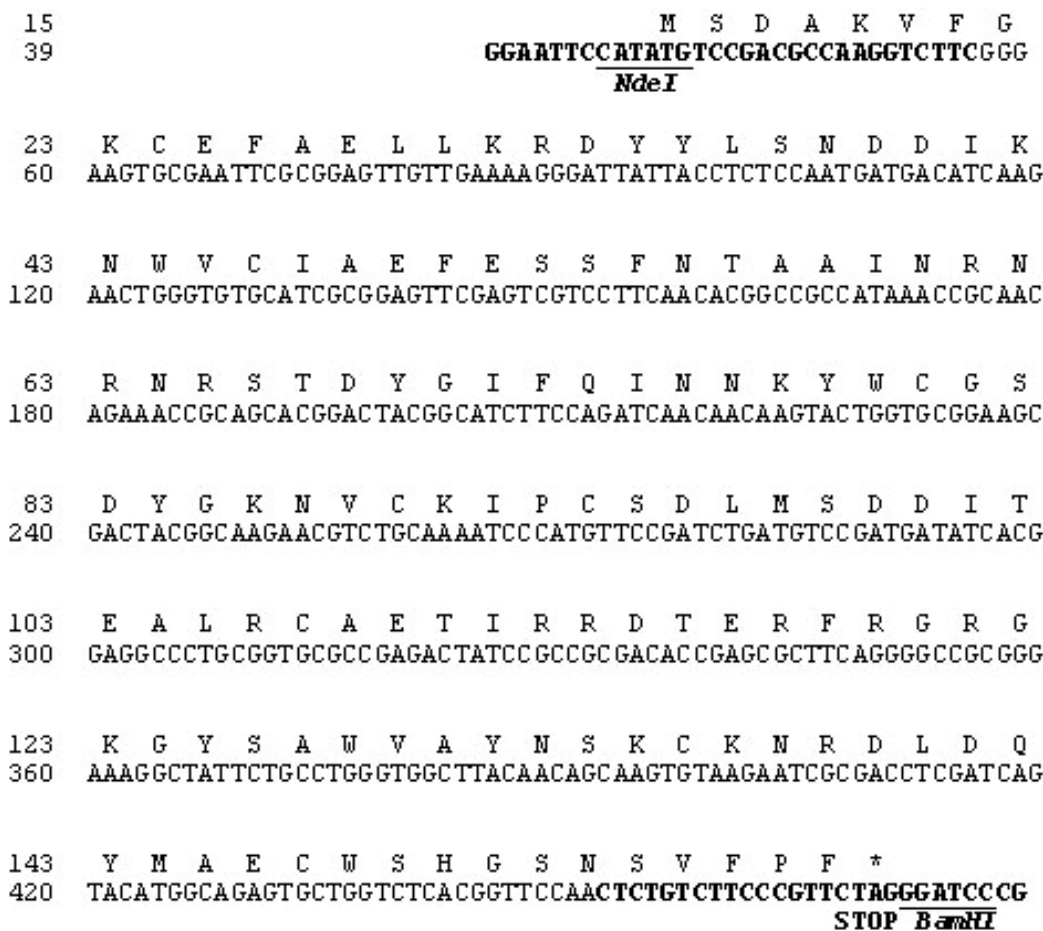 15 M S D A K V F G
39 GGAATTCCATATGTCCGACGCCAAGGTCTTCGGG
NdeI
23 K C E F A E L L K R D Y Y L S N D D I K
60 AAGTGCGAATTCGCGGAGTTGTTGAAAAGGGATTATTACCTCTCCAATGATGACATCAAG
43 N W V C I A E F E S S F N T A A I N R N
120 AACTGGGTGTGCATCGCGGAGTTCGAGTCGTCCTTCAACACGGCCGCCATAAACCGCAAC
63 R N R S T D Y G I F Q I N N K Y W C G S
180 AGAAACCGCAGCACGGACTACGGCATCTTCCAGATCAACAACAAGTACTGGTGCGGAAGC
83 D Y G K N V C K I P C S D L M S D D I T
240 GACTACGGCAAGAACGTCTGCAAAATCCCATGTTCCGATCTGATGTCCGATGATATCACG
103 E A L R C A E T I R R D T E R F R G R G
300 GAGGCCCTGCGGTGCGCCGAGACTATCCGCCGCGACACCGAGCGCTTCAGGGGCCGCGGG
123 K G Y S A W V A Y N S K C K N R D L D Q
360 AAAGGCTATTCTGCCTGGGTGGCTTACAACAGCAAGTGTAAGAATCGCGACCTCGATCAG
143 Y M A E C W S H G S N S V F P F *
420 TACATGGCAGAGTGCTGGTCTCACGGTTCCAACTCTGTCTTCCCGTTCTAGGGATCCCG
STOP BamHI